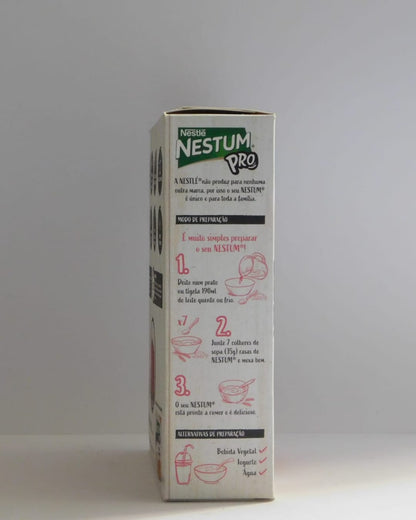 Nestlé
NESTUM®
PRO
A NESTLÉ® não produz para nenhuma
outra marca, por isso o seu NESTUM®
é único e para toda a família.
MODO DE PREPARAÇÃO
É muito simples preparar
o seu NESTUM®!
1.
Deite num prato
ou tigela 190ml
de leite quente ou frio.
x7
2.
Junte 7 colheres de
sopa (35g) rasas de
NESTUM® e mexa bem.
3.
O seu NESTUM®
está pronto a comer e é delicioso.
ALTERNATIVAS DE PREPARAÇÃO
Bebida Vegetal
Iogurte
Água